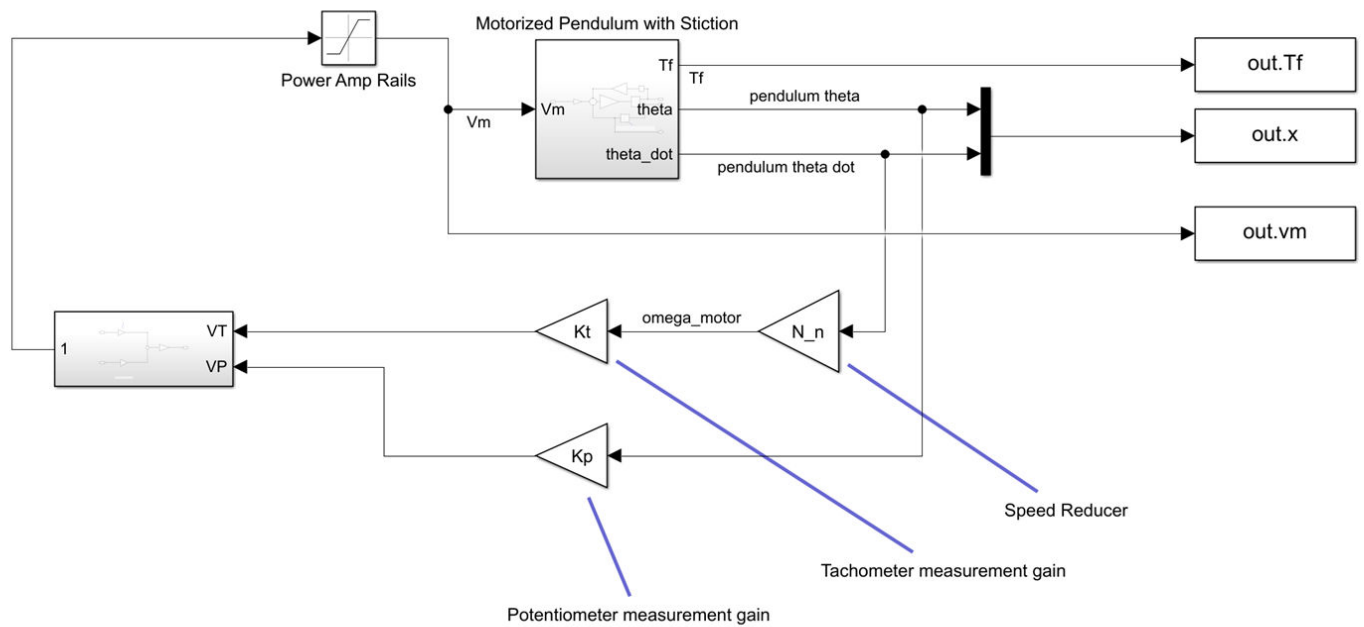 Motorized Pendulum with Stiction
Power Amp Rails
Vm
Vm
Tf
theta
theta_dot
Tf
pendulum theta
pendulum theta dot
out.Tf
out.x
out.vm
1
VT
VP
Kt
omega_motor
N_n
Kp
Speed Reducer
Tachometer measurement gain
Potentiometer measurement gain